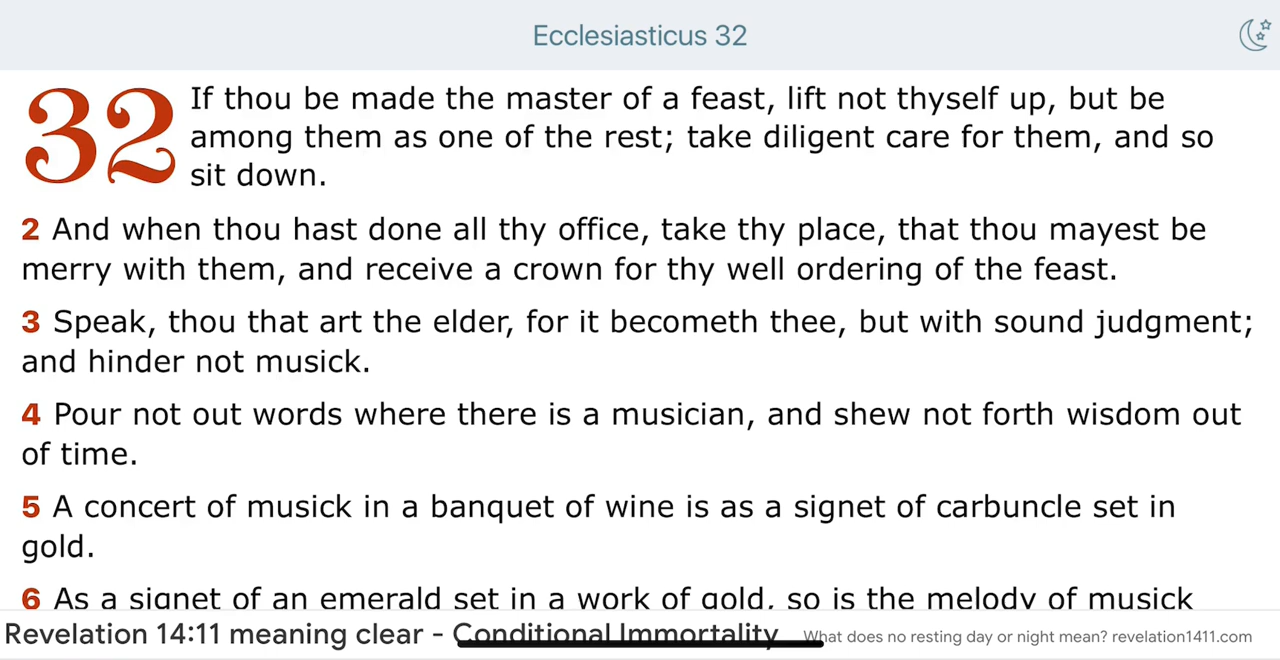 Ecclesiasticus 32
32 If thou be made the master of a feast, lift not thyself up, but be
among them as one of the rest; take diligent care for them, and so
sit down.
2 And when thou hast done all thy office, take thy place, that thou mayest be
merry with them, and receive a crown for thy well ordering of the feast.
3 Speak, thou that art the elder, for it becometh thee, but with sound judgment;
and hinder not musick.
4 Pour not out words where there is a musician, and shew not forth wisdom out
of time.
5 A concert of musick in a banquet of wine is as a signet of carbuncle set in
gold.
6 As a signet of an emerald set in a work of gold, so is the melody of musick
Revelation 14:11 meaning clear - Conditional Immortality What does no resting day or night mean? revelation1411.com